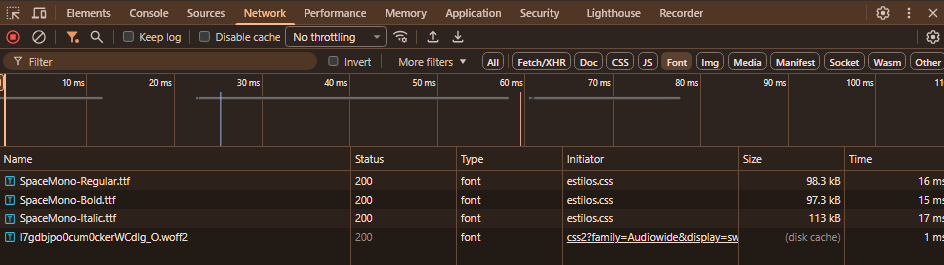 Elements Console Sources Network Performance Memory Application Security Lighthouse Recorder
Keep log Disable cache No throttling
Filter Invert More filters All Fetch/XHR Doc CSS JS Font Img Media Manifest Socket Wasm Other
10 ms 20 ms 30 ms 40 ms 50 ms 60 ms 70 ms 80 ms 90 ms 100 ms 11
Name Status Type Initiator Size Time
SpaceMono-Regular.ttf 200 font estilos.css 98.3 kB 16 ms
SpaceMono-Bold.ttf 200 font estilos.css 97.3 kB 15 ms
SpaceMono-Italic.ttf 200 font estilos.css 113 kB 17 ms
l7gdbjpo0cum0ckerWCdlg_O.woff2 200 font css2?family=Audiowide&display=sw (disk cache) 1 ms